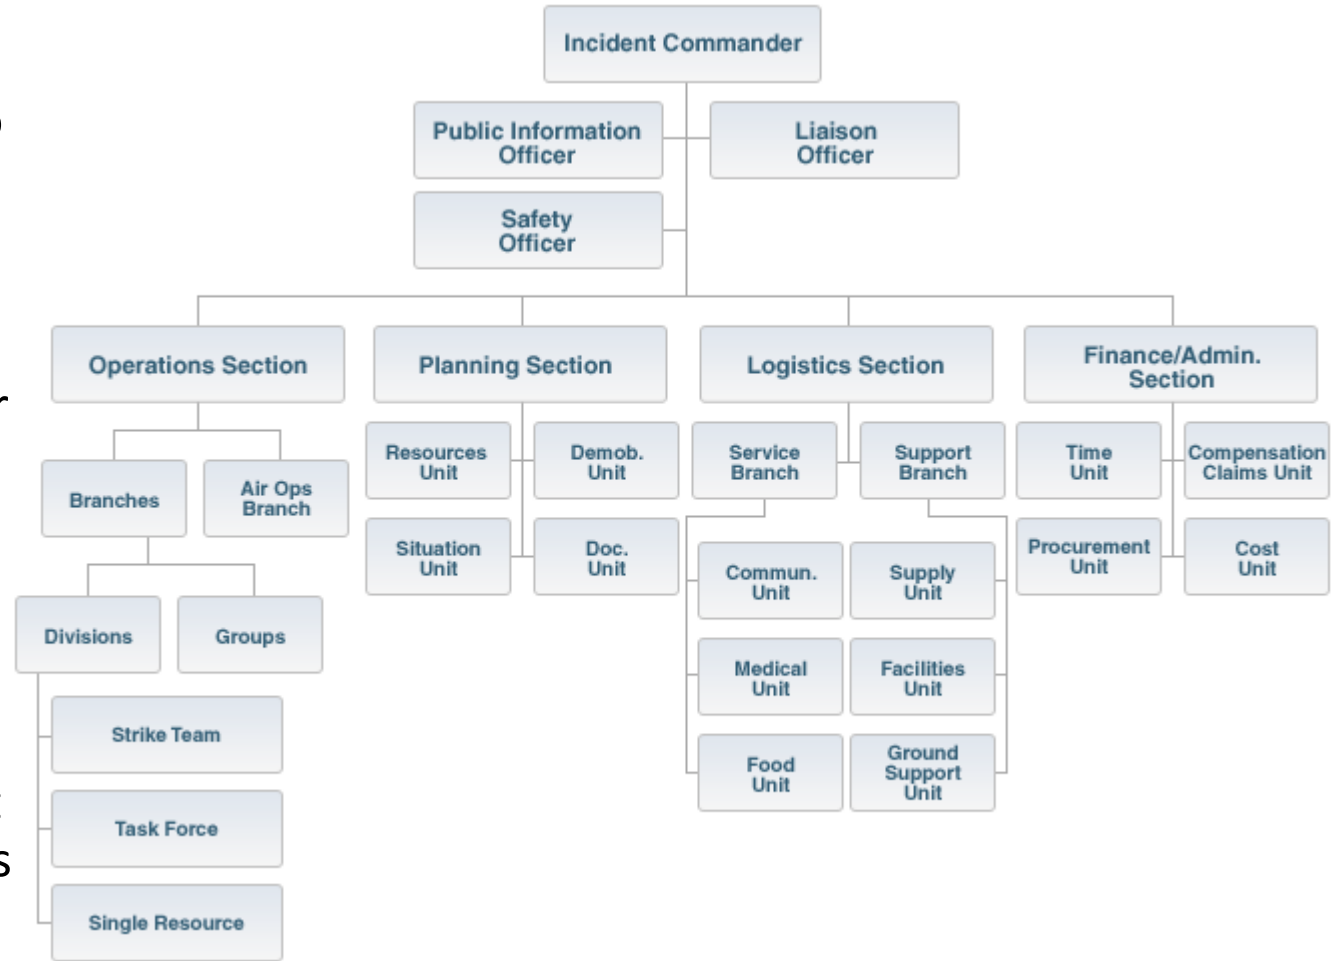 Incident Commander
Public Information
Officer
Liaison
Officer
Safety
Officer
Operations Section
Planning Section
Logistics Section
Finance/Admin.
Section
Branches
Air Ops
Branch
Divisions
Groups
Strike Team
Task Force
Single Resource
Resources
Unit
Demob.
Unit
Situation
Unit
Doc.
Unit
Service
Branch
Support
Branch
Commun.
Unit
Supply
Unit
Medical
Unit
Facilities
Unit
Food
Unit
Ground
Support
Unit
Time
Unit
Compensation
Claims Unit
Procurement
Unit
Cost
Unit